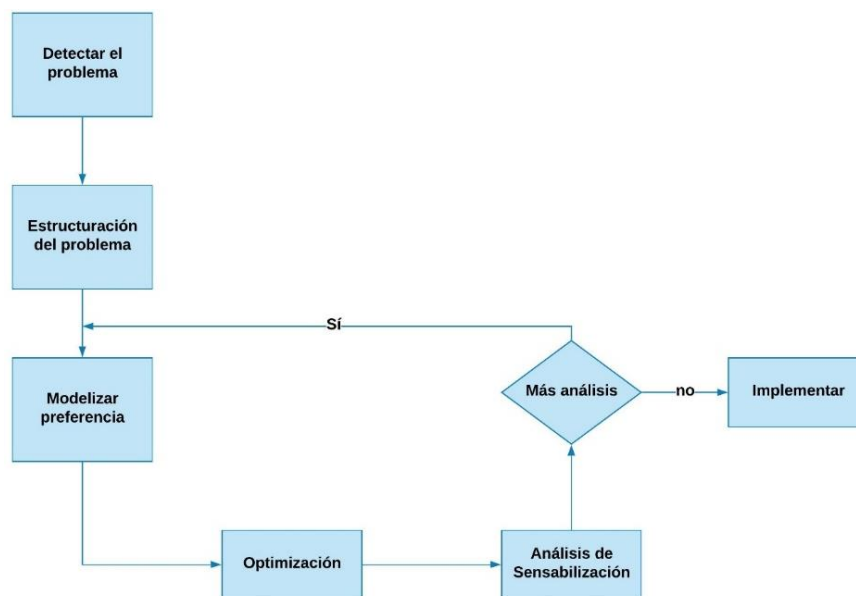 Detectar el
problema
Estructuración
del problema
Sí
Modelizar
preferencia
Más análisis
no
Implementar
Optimización
Análisis de
Sensabilización